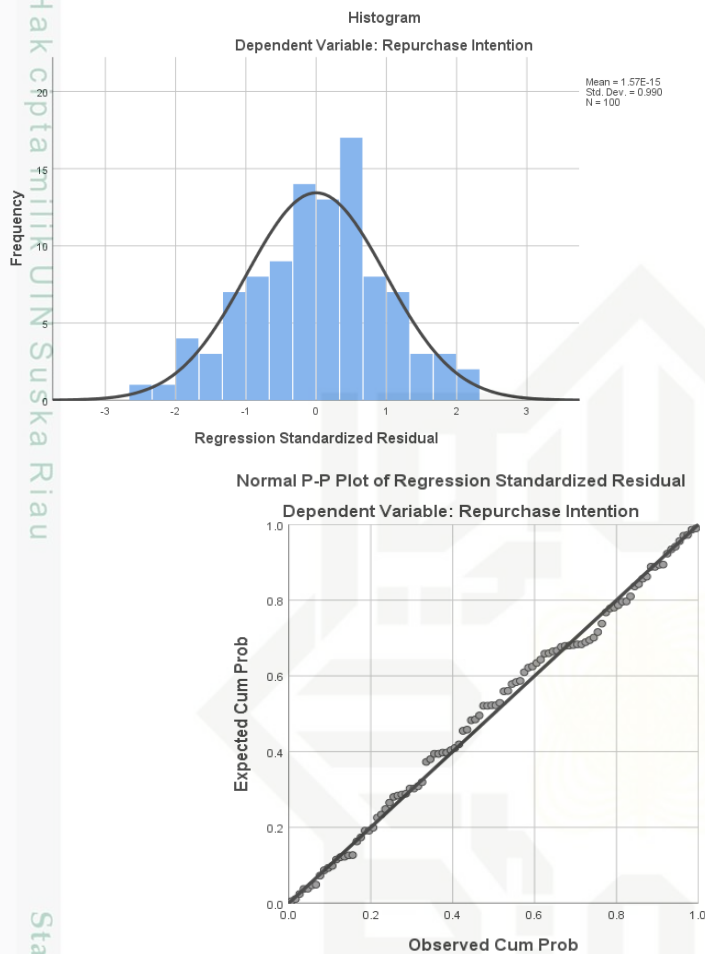 Hak cipta milik UIN Suska Riau
Sta
Histogram
Dependent Variable: Repurchase Intention
Mean = 1.57E-15
Std. Dev. = 0.990
N = 100
Frequency
20
15
10
5
0
-3 -2 -1 0 1 2 3
Regression Standardized Residual
Normal P-P Plot of Regression Standardized Residual
Dependent Variable: Repurchase Intention
Expected Cum Prob
1.0
0.8
0.6
0.4
0.2
0.0
0.0 0.2 0.4 0.6 0.8 1.0
Observed Cum Prob